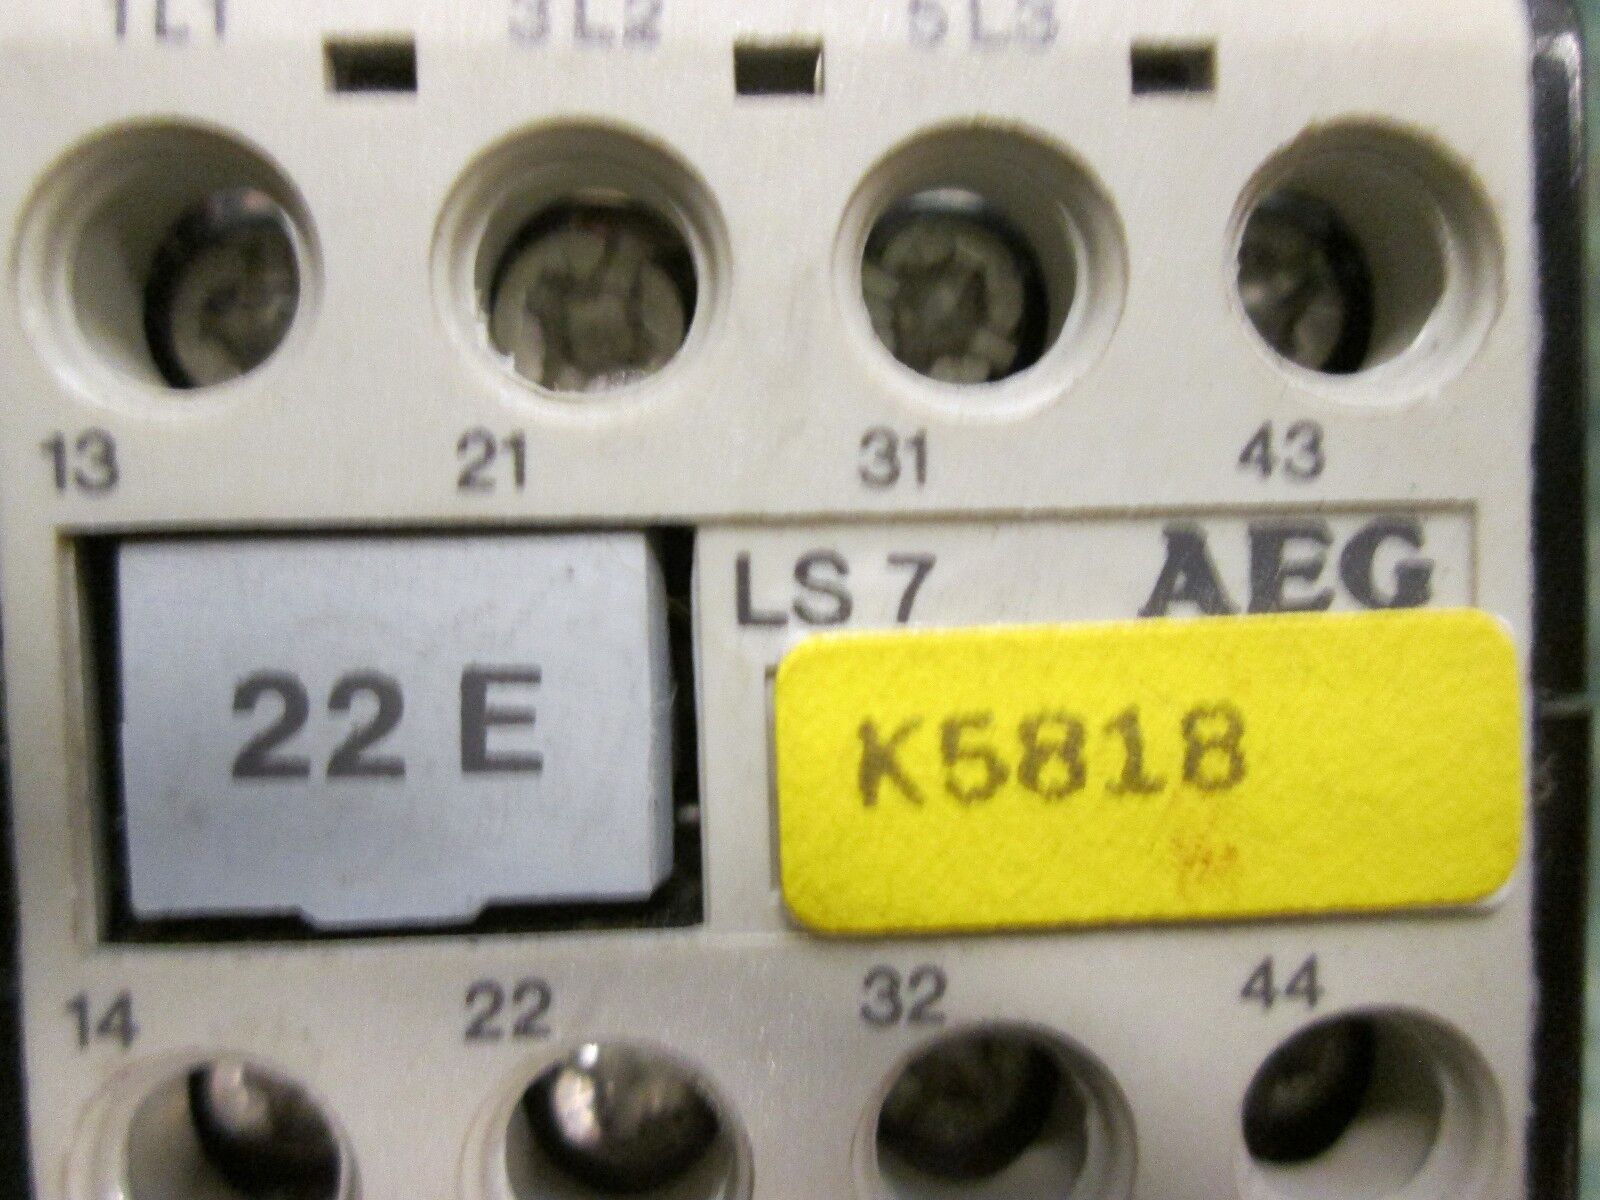 1L1 3L2 5L3
13 21 31 43
LS 7 AEG
22 E
K5818
14 22 32 44